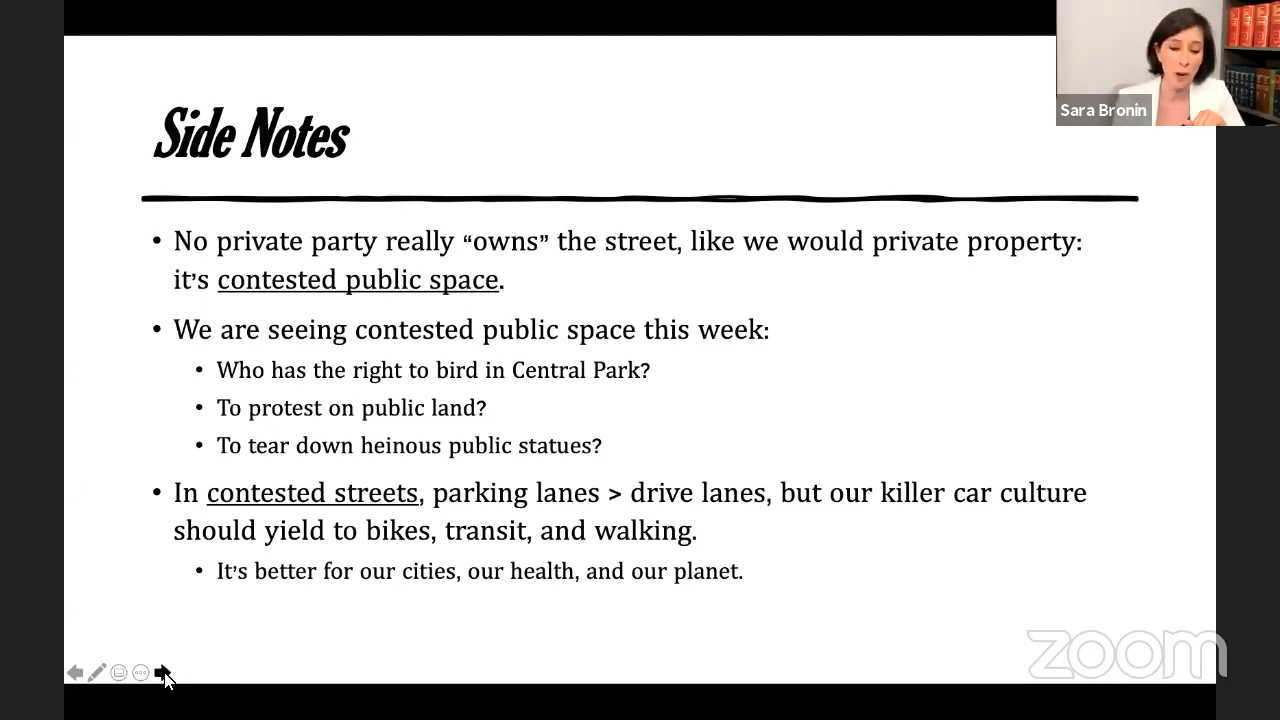 Side Notes
Sara Bronin
• No private party really “owns” the street, like we would private property:
it’s contested public space.
• We are seeing contested public space this week:
• Who has the right to bird in Central Park?
• To protest on public land?
• To tear down heinous public statues?
• In contested streets, parking lanes > drive lanes, but our killer car culture
should yield to bikes, transit, and walking.
• It’s better for our cities, our health, and our planet.
zoom